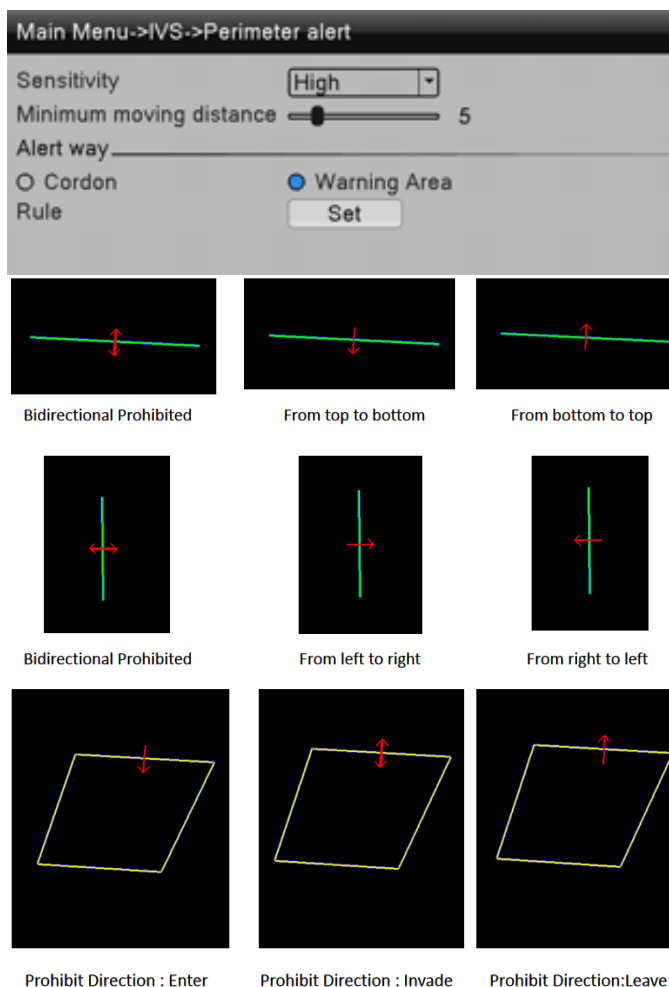 Main Menu->IVS->Perimeter alert
Sensitivity High
Minimum moving distance 5
Alert way
Cordon Warning Area
Rule Set
Bidirectional Prohibited From top to bottom From bottom to top
Bidirectional Prohibited From left to right From right to left
Prohibit Direction : Enter Prohibit Direction : Invade Prohibit Direction:Leave